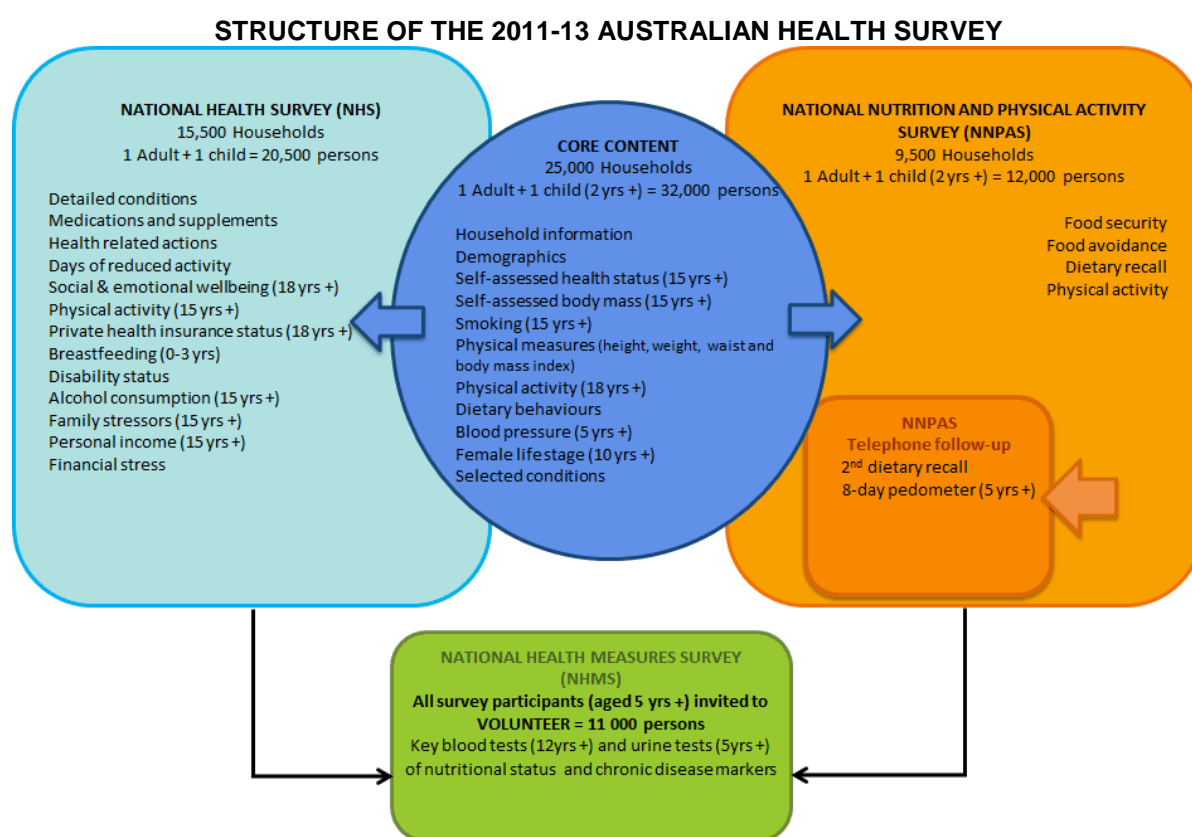 STRUCTURE OF THE 2011-13 AUSTRALIAN HEALTH SURVEY
NATIONAL HEALTH SURVEY (NHS)
15,500 Households
1 Adult + 1 child = 20,500 persons
Detailed conditions
Medications and supplements
Health related actions
Days of reduced activity
Social & emotional wellbeing (18 yrs +)
Physical activity (15 yrs +)
Private health insurance status (18 yrs +)
Breastfeeding (0-3 yrs)
Disability status
Alcohol consumption (15 yrs +)
Family stressors (15 yrs +)
Personal income (15 yrs +)
Financial stress
CORE CONTENT
25,000 Households
1 Adult + 1 child (2 yrs +) = 32,000 persons
Household information
Demographics
Self-assessed health status (15 yrs +)
Self-assessed body mass (15 yrs +)
Smoking (15 yrs +)
Physical measures (height, weight, waist and
body mass index)
Physical activity (18 yrs +)
Dietary behaviours
Blood pressure (5 yrs +)
Female life stage (10 yrs +)
Selected conditions
NATIONAL NUTRITION AND PHYSICAL ACTIVITY
SURVEY (NNPAS)
9,500 Households
1 Adult + 1 child (2 yrs +) = 12,000 persons
Food security
Food avoidance
Dietary recall
Physical activity
NNPAS
Telephone follow-up
2nd dietary recall
8-day pedometer (5 yrs +)
NATIONAL HEALTH MEASURES SURVEY
(NHMS)
All survey participants (aged 5 yrs +) invited to
VOLUNTEER = 11 000 persons
Key blood tests (12yrs +) and urine tests (5yrs +)
of nutritional status and chronic disease markers